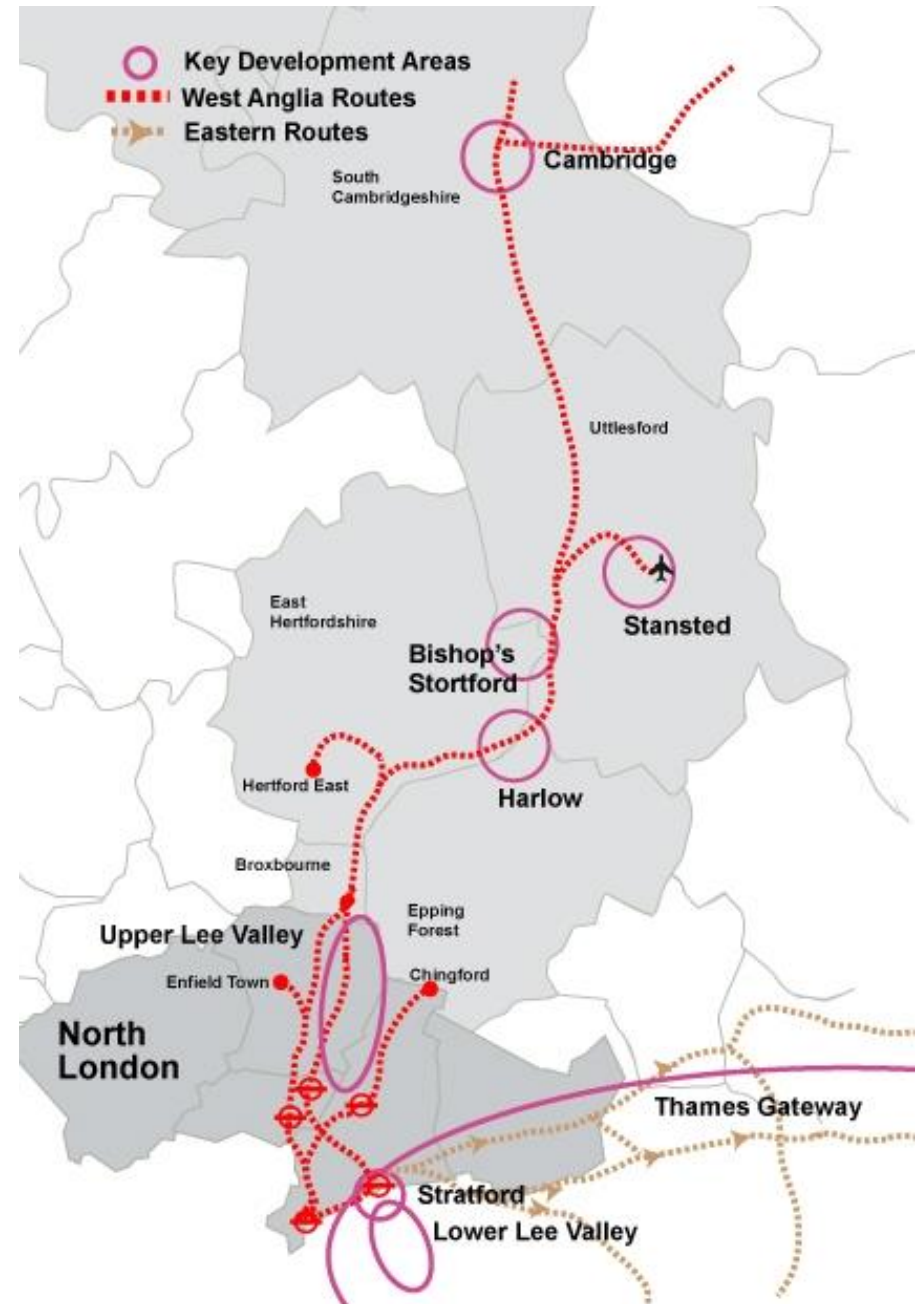 Key Development Areas
West Anglia Routes
Eastern Routes
Cambridge
South
Cambridgeshire
Uttlesford
Stansted
East
Hertfordshire
Bishop's
Stortford
Hertford East
Harlow
Broxbourne
Epping
Forest
Upper Lee Valley
Enfield Town
Chingford
North
London
Thames Gateway
Stratford
Lower Lee Valley